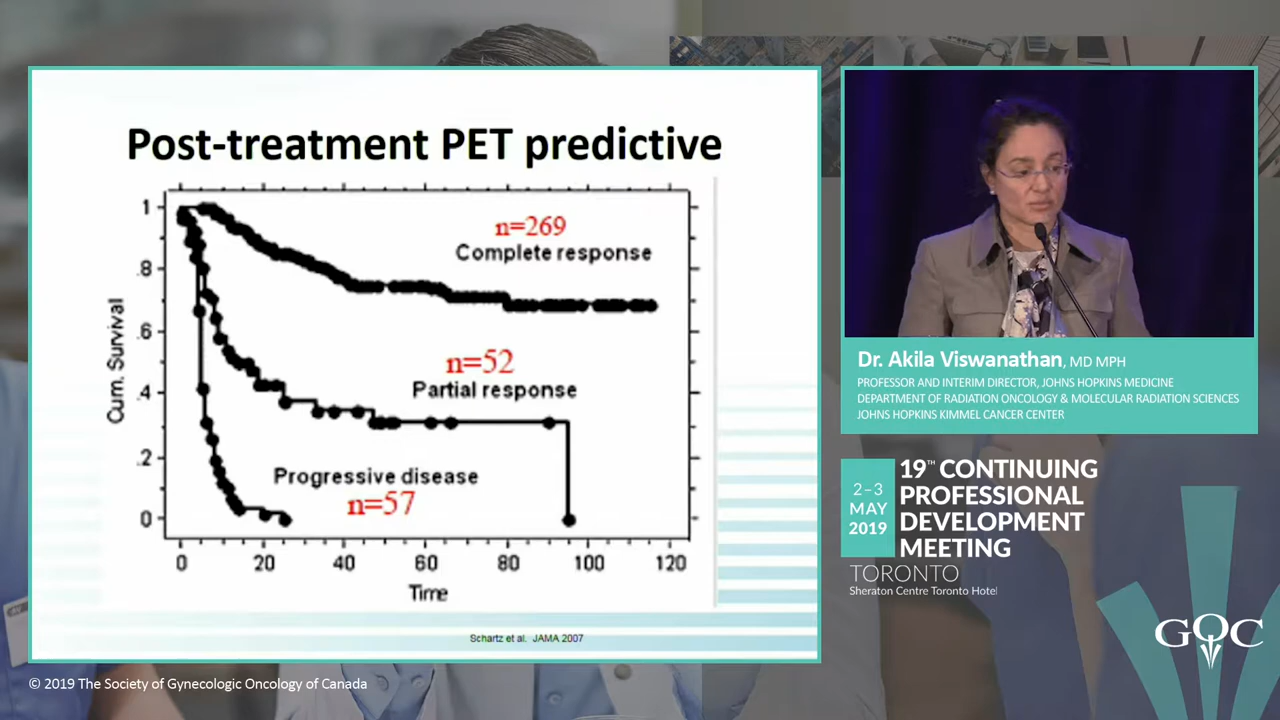 Post-treatment PET predictive
1
.8
.6
.4
.2
0
Cum. Survival
n=269
Complete response
n=52
Partial response
Progressive disease
n=57
0 20 40 60 80 100 120
Time
Schartz et al. JAMA 2007
Dr. Akila Viswanathan, MD MPH
PROFESSOR AND INTERIM DIRECTOR, JOHNS HOPKINS MEDICINE
DEPARTMENT OF RADIATION ONCOLOGY & MOLECULAR RADIATION SCIENCES
JOHNS HOPKINS KIMMEL CANCER CENTER
2–3
MAY
2019
19™ CONTINUING
PROFESSIONAL
DEVELOPMENT
MEETING
TORONTO
Sheraton Centre Toronto Hotel
GOC
© 2019 The Society of Gynecologic Oncology of Canada